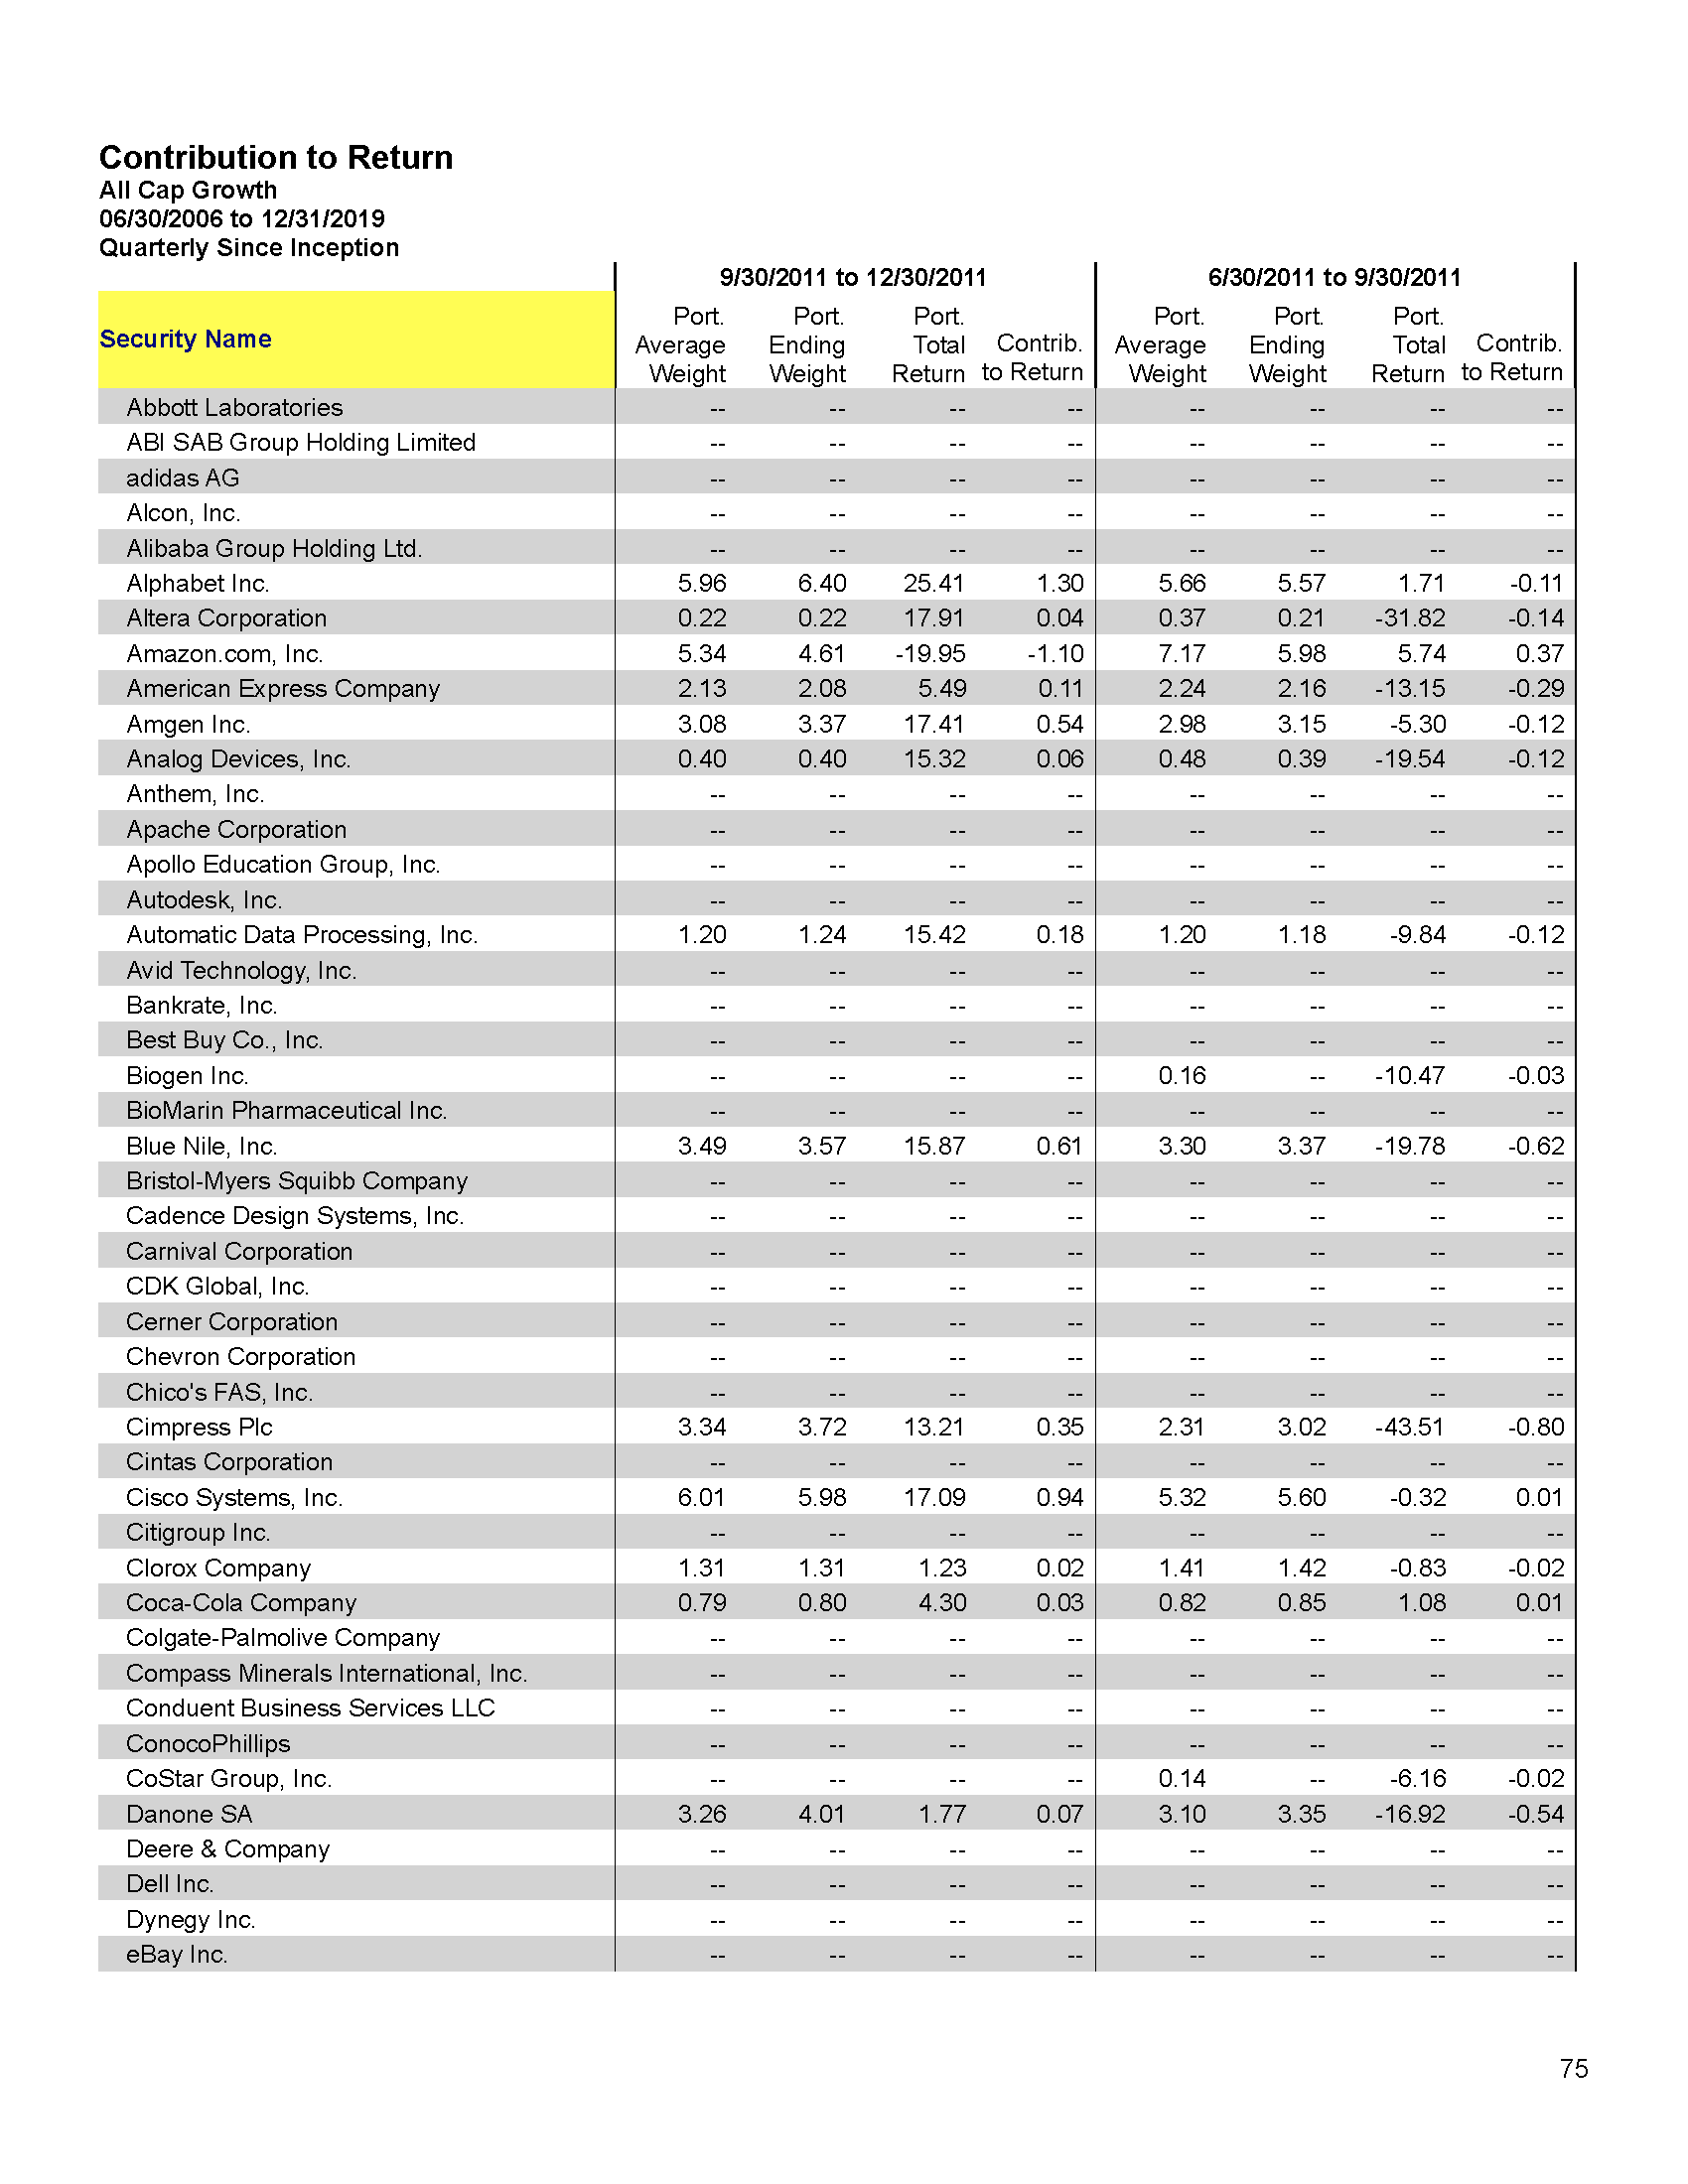 Contribution to Return
All Cap Growth
06/30/2006 to 12/31/2019
Quarterly Since Inception
9/30/2011 to 12/30/2011 6/30/2011 to 9/30/2011
Security Name Port. Average Weight Port. Ending Weight Port. Total Return Contrib. to Return Port. Average Weight Port. Ending Weight Port. Total Return Contrib. to Return
Abbott Laboratories -- -- -- -- -- -- -- --
ABI SAB Group Holding Limited -- -- -- -- -- -- -- --
adidas AG -- -- -- -- -- -- -- --
Alcon, Inc. -- -- -- -- -- -- -- --
Alibaba Group Holding Ltd. -- -- -- -- -- -- -- --
Alphabet Inc. 5.96 6.40 25.41 1.30 5.66 5.57 1.71 -0.11
Altera Corporation 0.22 0.22 17.91 0.04 0.37 0.21 -31.82 -0.14
Amazon.com, Inc. 5.34 4.61 -19.95 -1.10 7.17 5.98 5.74 0.37
American Express Company 2.13 2.08 5.49 0.11 2.24 2.16 -13.15 -0.29
Amgen Inc. 3.08 3.37 17.41 0.54 2.98 3.15 -5.30 -0.12
Analog Devices, Inc. 0.40 0.40 15.32 0.06 0.48 0.39 -19.54 -0.12
Anthem, Inc. -- -- -- -- -- -- -- --
Apache Corporation -- -- -- -- -- -- -- --
Apollo Education Group, Inc. -- -- -- -- -- -- -- --
Autodesk, Inc. -- -- -- -- -- -- -- --
Automatic Data Processing, Inc. 1.20 1.24 15.42 0.18 1.20 1.18 -9.84 -0.12
Avid Technology, Inc. -- -- -- -- -- -- -- --
Bankrate, Inc. -- -- -- -- -- -- -- --
Best Buy Co., Inc. -- -- -- -- -- -- -- --
Biogen Inc. -- -- -- -- 0.16 -- -10.47 -0.03
BioMarin Pharmaceutical Inc. -- -- -- -- -- -- -- --
Blue Nile, Inc. 3.49 3.57 15.87 0.61 3.30 3.37 -19.78 -0.62
Bristol-Myers Squibb Company -- -- -- -- -- -- -- --
Cadence Design Systems, Inc. -- -- -- -- -- -- -- --
Carnival Corporation -- -- -- -- -- -- -- --
CDK Global, Inc. -- -- -- -- -- -- -- --
Cerner Corporation -- -- -- -- -- -- -- --
Chevron Corporation -- -- -- -- -- -- -- --
Chico's FAS, Inc. -- -- -- -- -- -- -- --
Cimpress Plc 3.34 3.72 13.21 0.35 2.31 3.02 -43.51 -0.80
Cintas Corporation -- -- -- -- -- -- -- --
Cisco Systems, Inc. 6.01 5.98 17.09 0.94 5.32 5.60 -0.32 0.01
Citigroup Inc. -- -- -- -- -- -- -- --
Clorox Company 1.31 1.31 1.23 0.02 1.41 1.42 -0.83 -0.02
Coca-Cola Company 0.79 0.80 4.30 0.03 0.82 0.85 1.08 0.01
Colgate-Palmolive Company -- -- -- -- -- -- -- --
Compass Minerals International, Inc. -- -- -- -- -- -- -- --
Conduent Business Services LLC -- -- -- -- -- -- -- --
ConocoPhillips -- -- -- -- -- -- -- --
CoStar Group, Inc. -- -- -- -- 0.14 -- -6.16 -0.02
Danone SA 3.26 4.01 1.77 0.07 3.10 3.35 -16.92 -0.54
Deere & Company -- -- -- -- -- -- -- --
Dell Inc. -- -- -- -- -- -- -- --
Dynegy Inc. -- -- -- -- -- -- -- --
eBay Inc. -- -- -- -- -- -- -- --
75